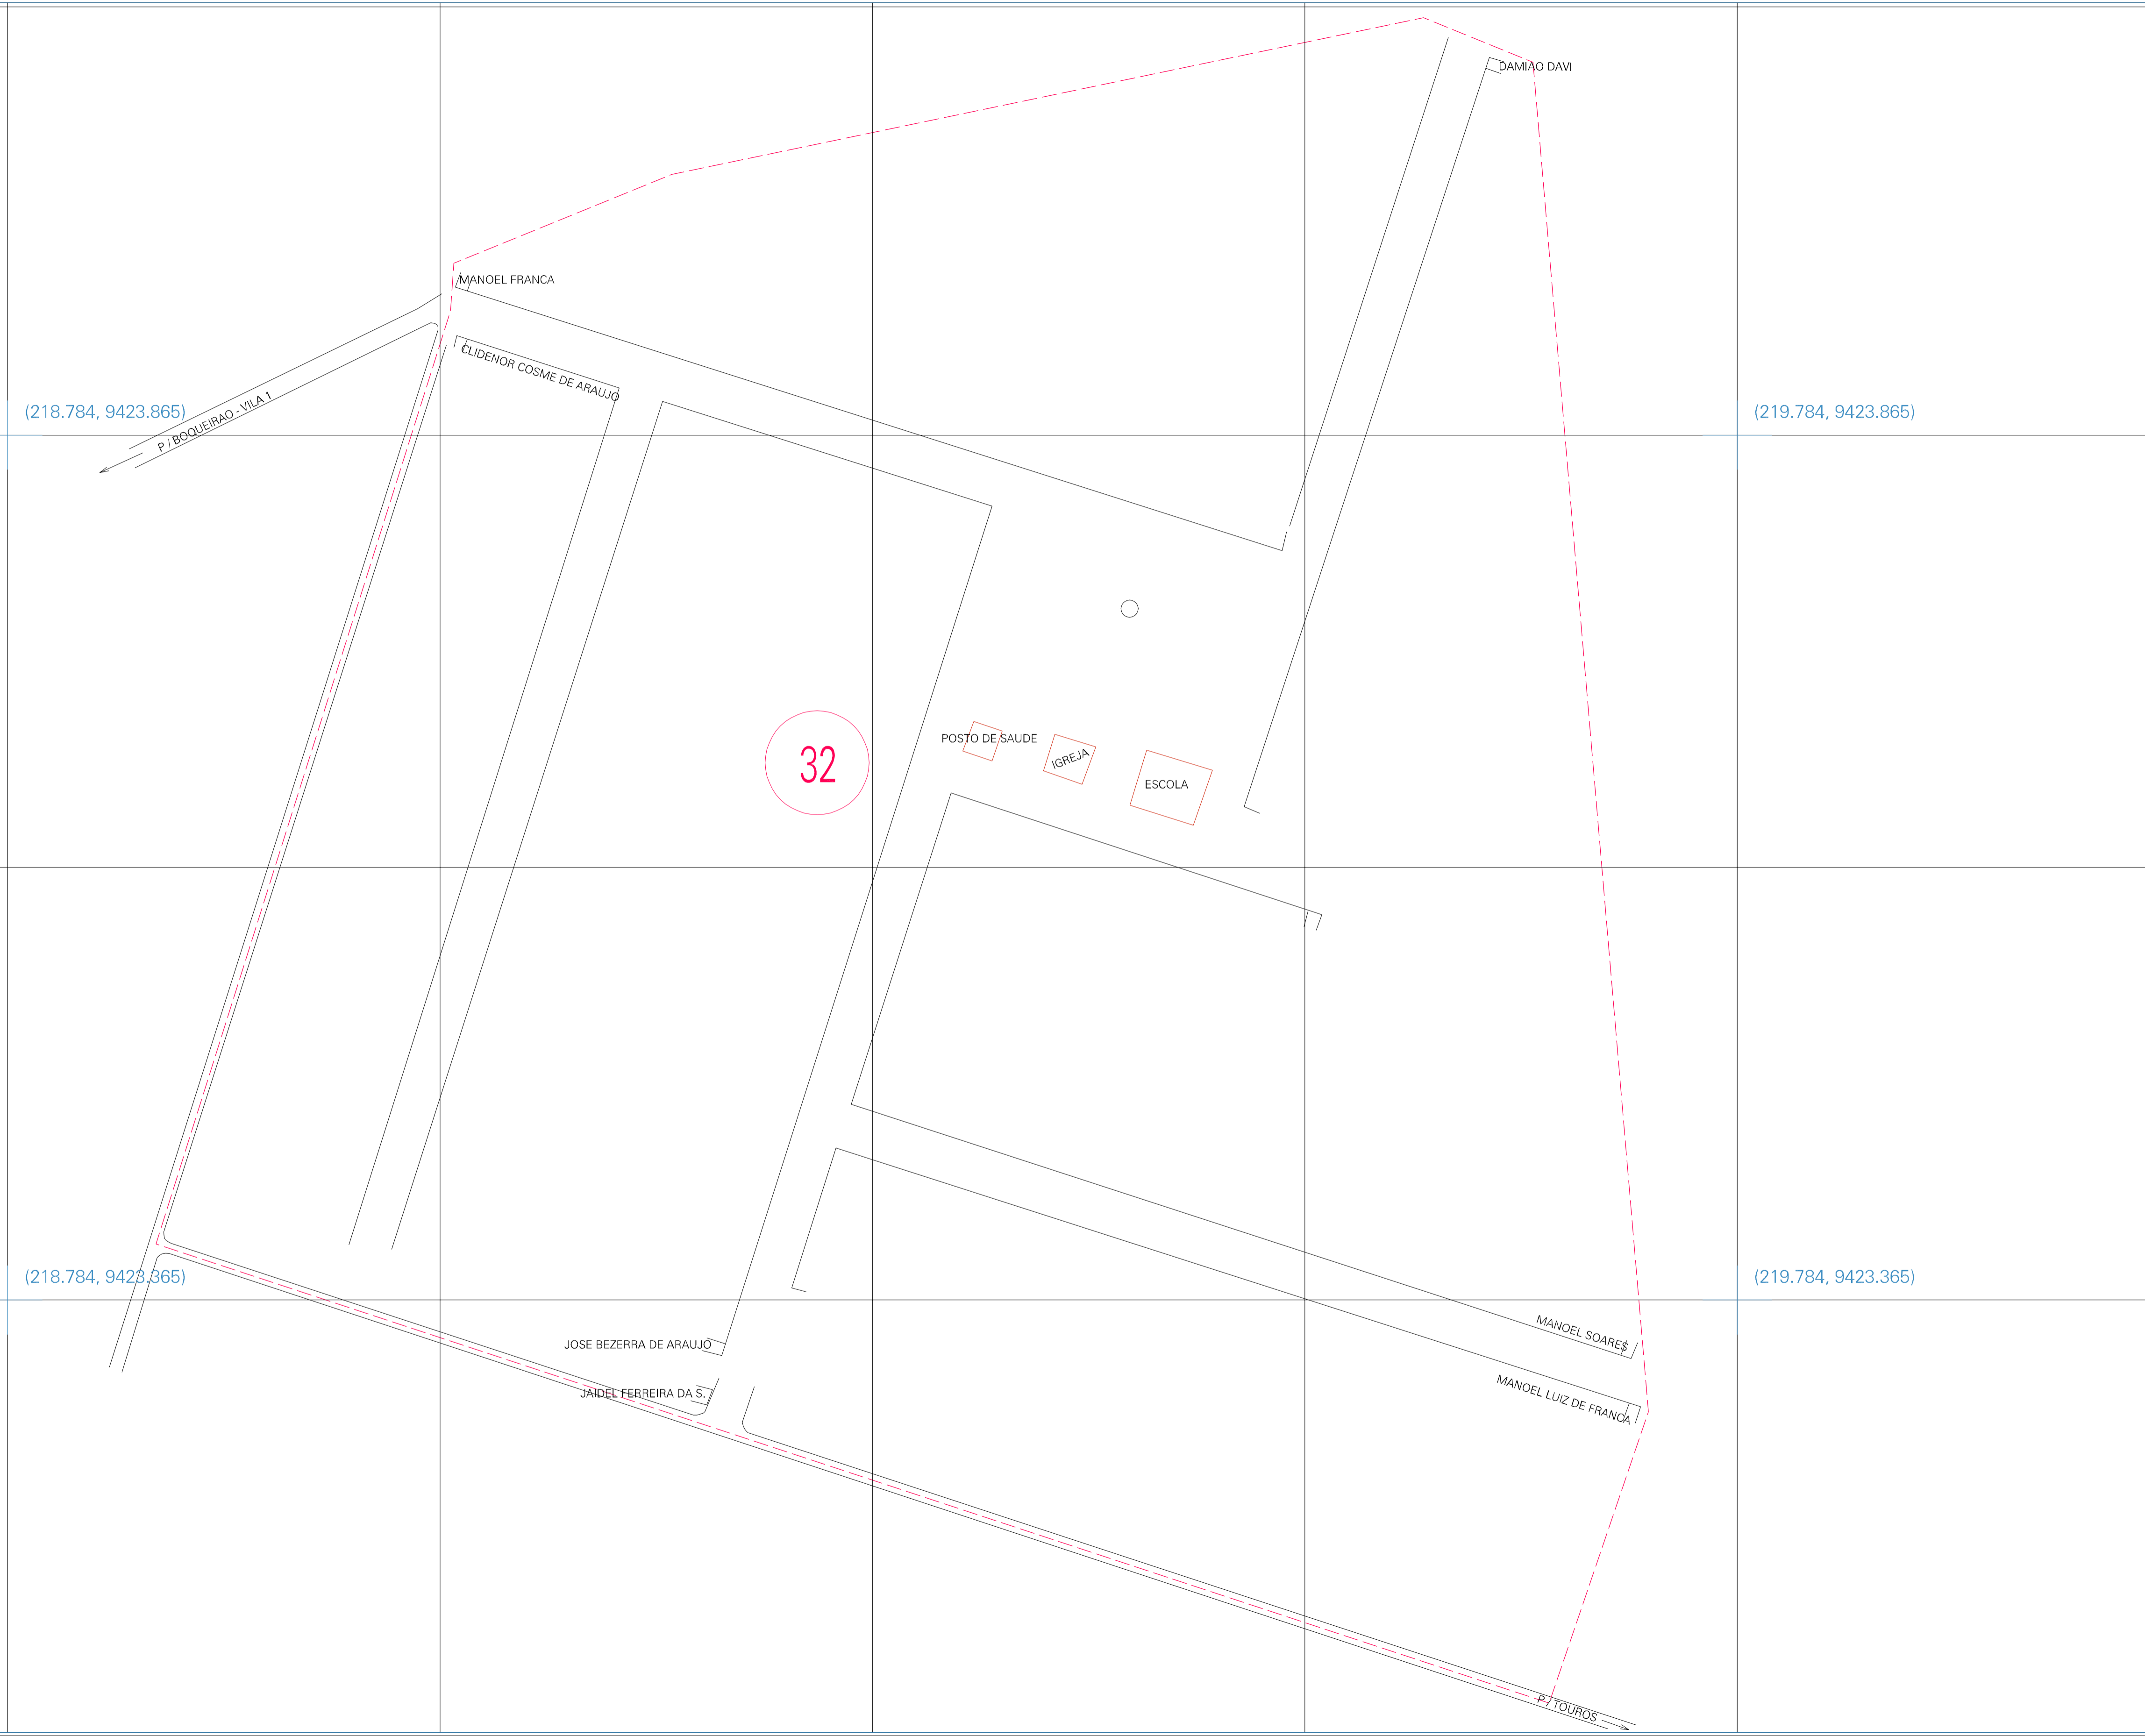 DAMIAO DAVI
MANOEL FRANCA
CLIDENOR COSME DE ARAUJO
P / BOQUEIRAO - VILA 1
(218.784, 9423.865)
(219.784, 9423.865)
POSTO DE SAUDE
IGREJA
ESCOLA
32
(218.784, 9423.365)
(219.784, 9423.365)
MANOEL SOARES
JOSE BEZERRA DE ARAUJO
JAIDEL FERREIRA DA S.
MANOEL LUIZ DE FRANCA
P / TOUROS